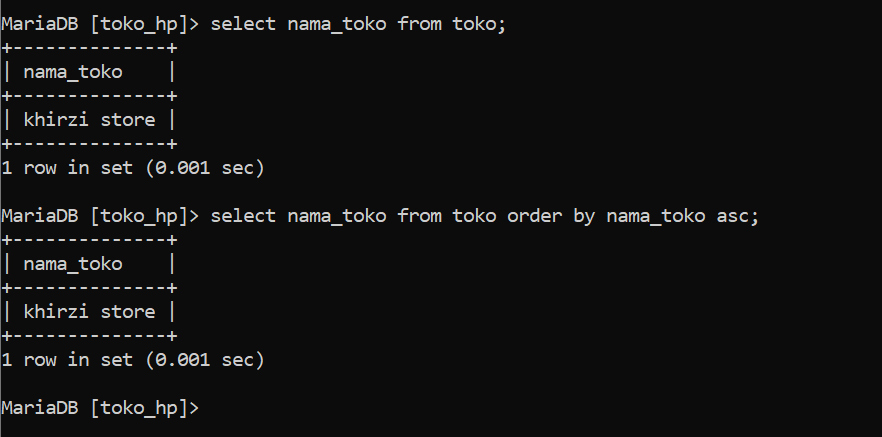 MariaDB [toko_hp]> select nama_toko from toko;
+--------------+
| nama_toko    |
+--------------+
| khirzi store |
+--------------+
1 row in set (0.001 sec)

MariaDB [toko_hp]> select nama_toko from toko order by nama_toko asc;
+--------------+
| nama_toko    |
+--------------+
| khirzi store |
+--------------+
1 row in set (0.001 sec)

MariaDB [toko_hp]>